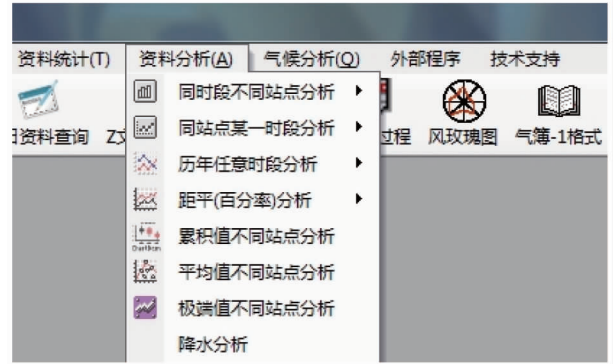 资料统计(T) 资料分析(A) 气候分析(Q) 外部程序 技术支持
资料查询 过程 风玫瑰图 气簿-1格式
同时段不同站点分析
同站点某一时段分析
历年任意时段分析
距平(百分率)分析
累积值不同站点分析
平均值不同站点分析
极端值不同站点分析
降水分析